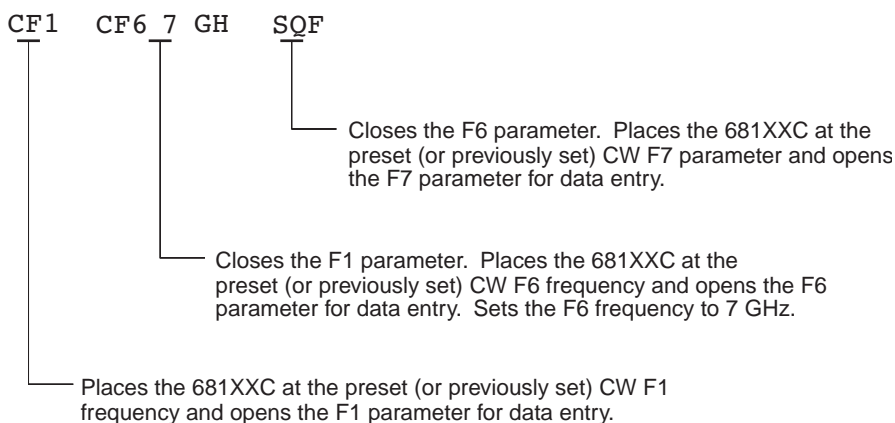 CF1 CF6 7 GH SQF
Closes the F6 parameter. Places the 681XXC at the
preset (or previously set) CW F7 parameter and opens
the F7 parameter for data entry.
Closes the F1 parameter. Places the 681XXC at the
preset (or previously set) CW F6 frequency and opens the F6
parameter for data entry. Sets the F6 frequency to 7 GHz.
Places the 681XXC at the preset (or previously set) CW F1
frequency and opens the F1 parameter for data entry.